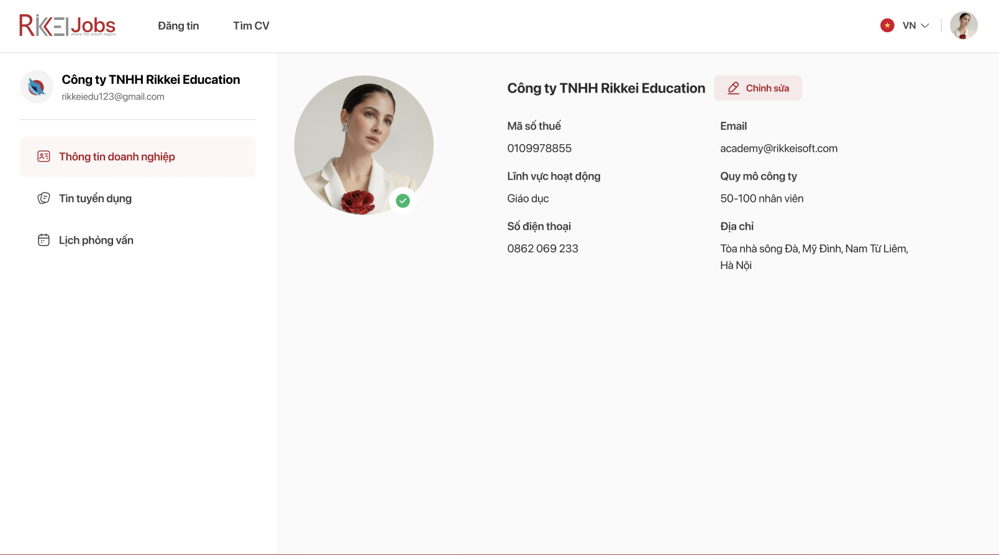 RiKKEI Jobs
where the dream begins
Đăng tin
Tìm CV
VN
Công ty TNHH Rikkei Education
rikkeiedu123@gmail.com
Thông tin doanh nghiệp
Tin tuyển dụng
Lịch phỏng vấn
Công ty TNHH Rikkei Education
Chỉnh sửa
Mã số thuế
0109978855
Email
academy@rikkeisoft.com
Lĩnh vực hoạt động
Giáo dục
Quy mô công ty
50-100 nhân viên
Số điện thoại
0862 069 233
Địa chỉ
Tòa nhà sông Đà, Mỹ Đình, Nam Từ Liêm,
Hà Nội